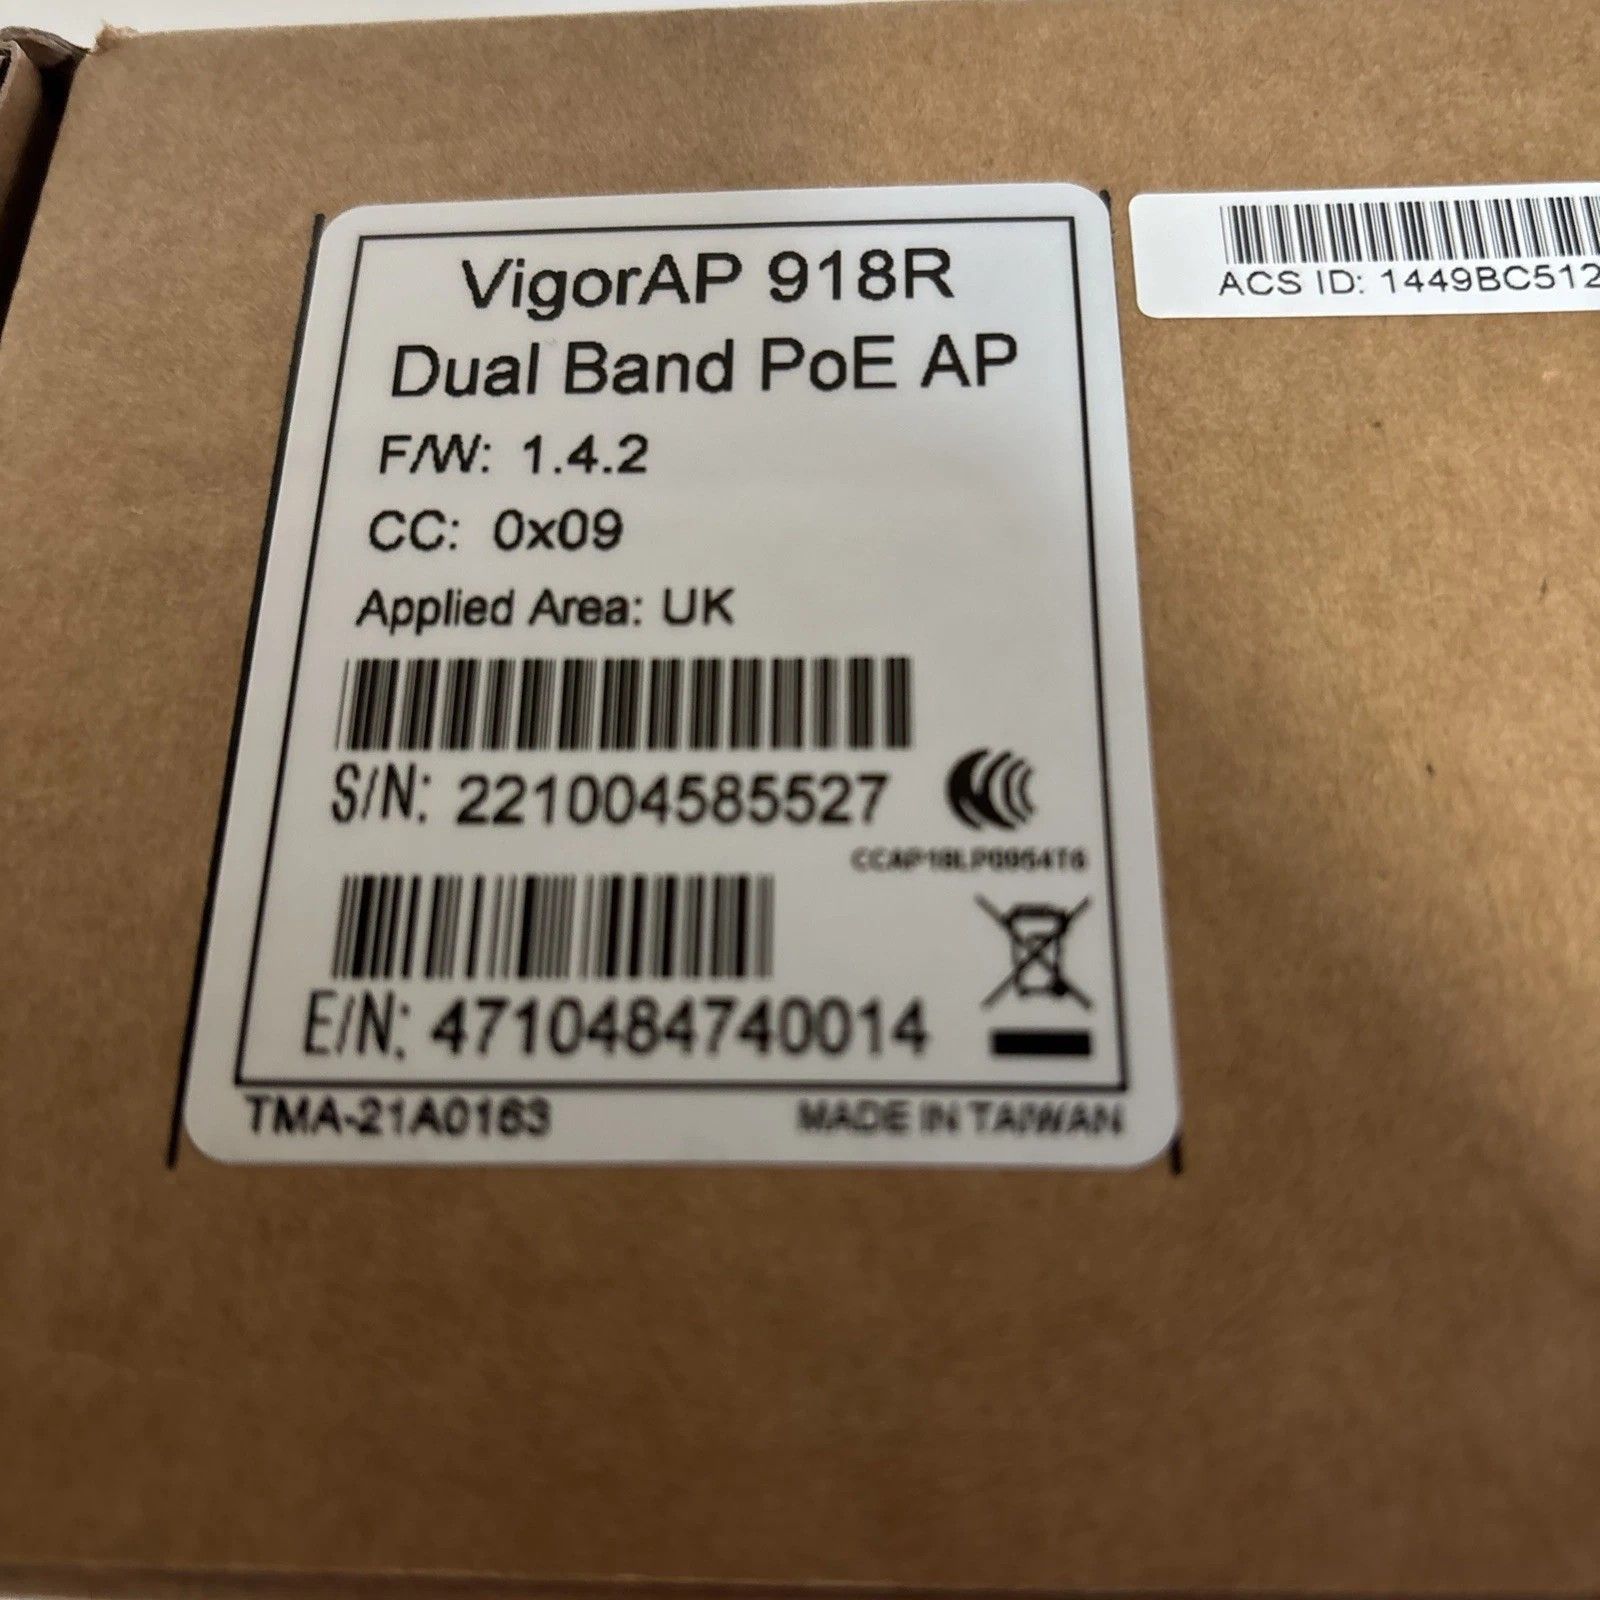 VigorAP 918R
Dual Band PoE AP
F/W: 1.4.2
CC: 0x09
Applied Area: UK
S/N: 221004585527
CCAP18LP0954T6
E/N: 4710484740014
TMA-21A0163
MADE IN TAIWAN
ACS ID: 1449BC512